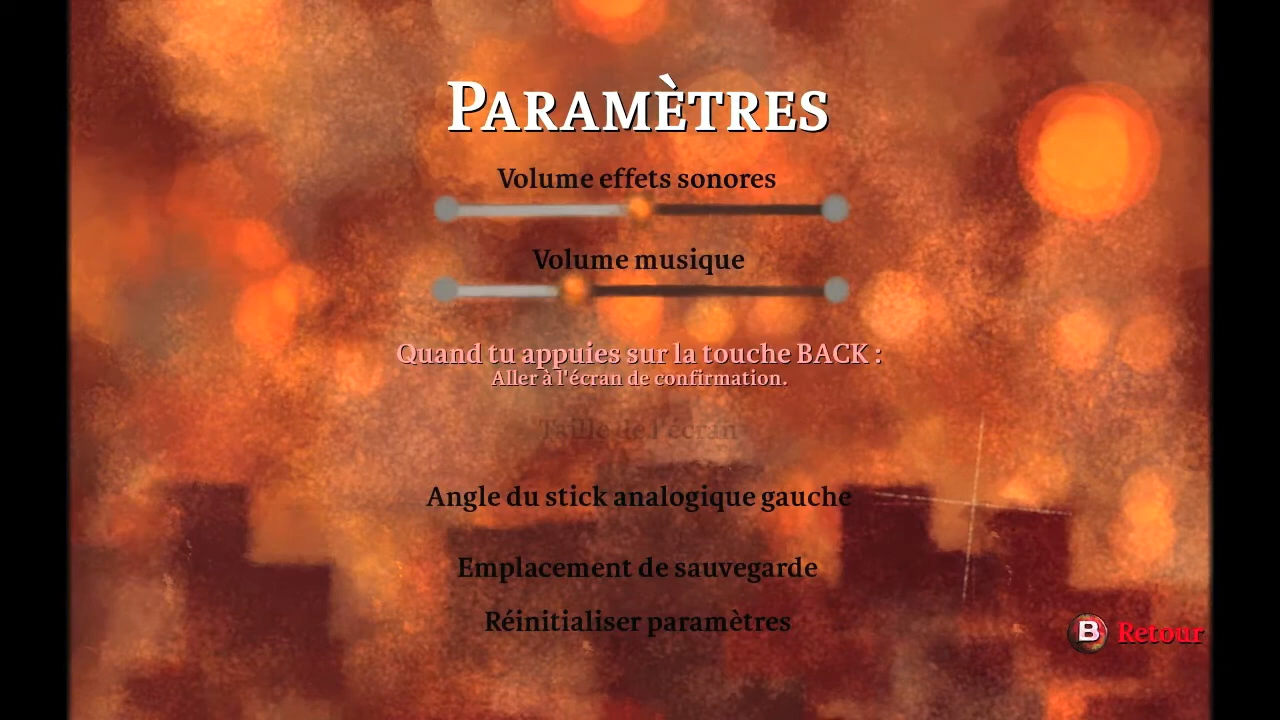 Paramètres
Volume effets sonores
Volume musique
Quand tu appuies sur la touche BACK :
Aller à l'écran de confirmation.
Taille de l'écran
Angle du stick analogique gauche
Emplacement de sauvegarde
Réinitialiser paramètres
B Retour